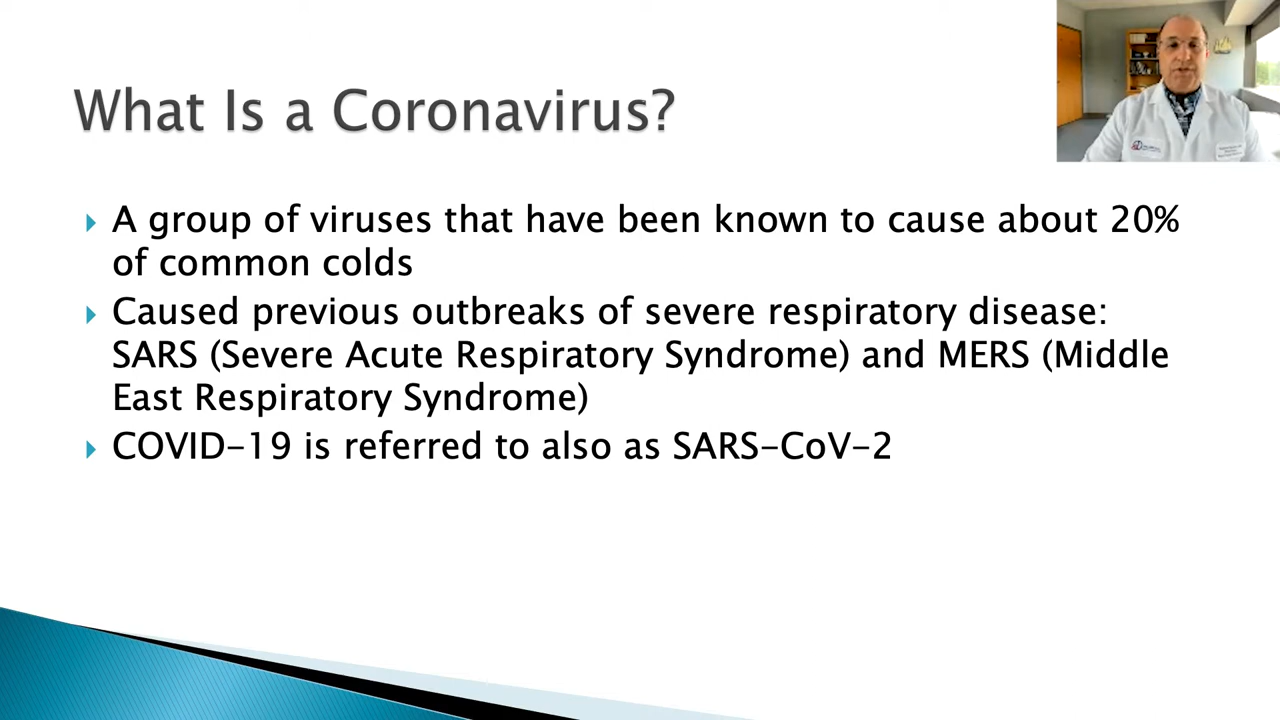 What Is a Coronavirus?
A group of viruses that have been known to cause about 20%
of common colds
Caused previous outbreaks of severe respiratory disease:
SARS (Severe Acute Respiratory Syndrome) and MERS (Middle
East Respiratory Syndrome)
COVID-19 is referred to also as SARS-CoV-2